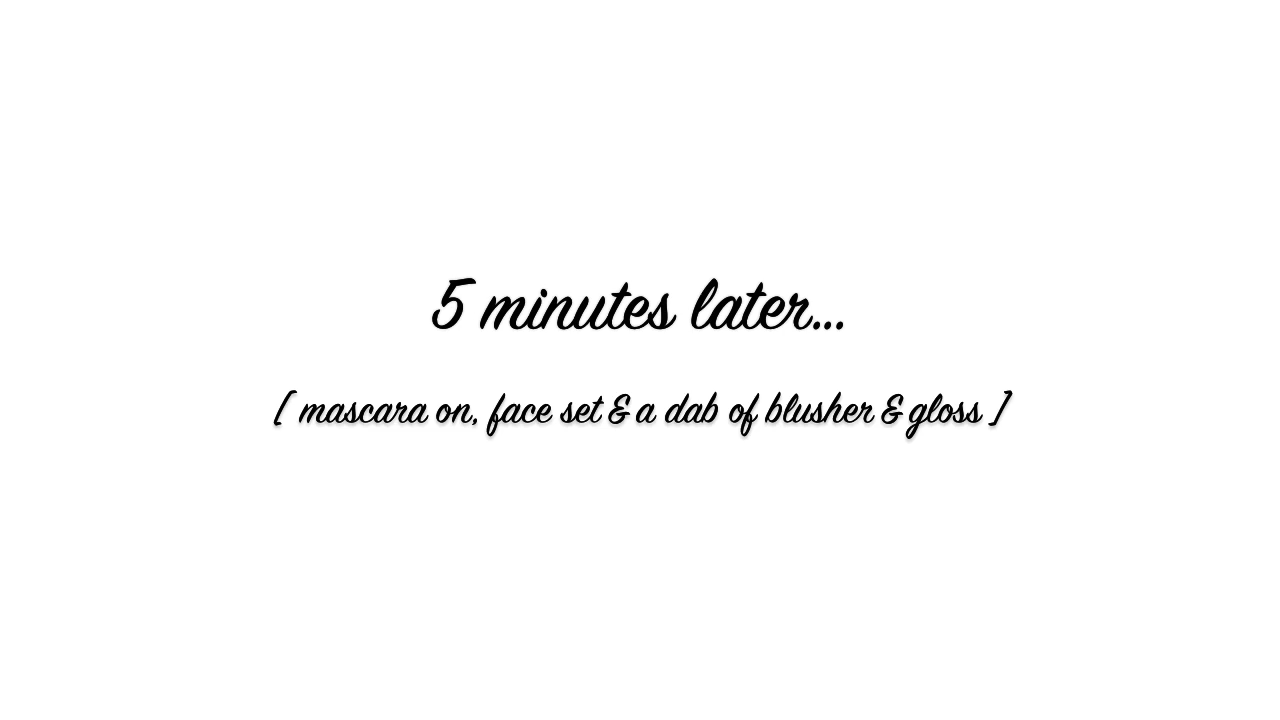 5 minutes later...
[ mascara on, face set & a dab of blusher & gloss ]